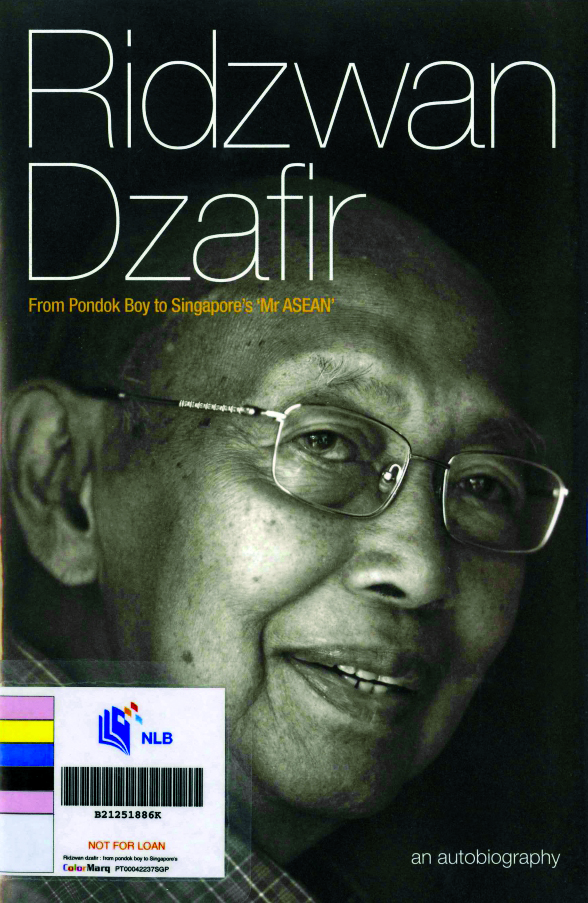 Ridzwan
Dzafir
From Pondok Boy to Singapore's 'Mr ASEAN'
NLB
B21251886K
NOT FOR LOAN
Ridzwan dzafir : from pondok boy to Singapore's
ColorMarq PT00042237SGP
an autobiography